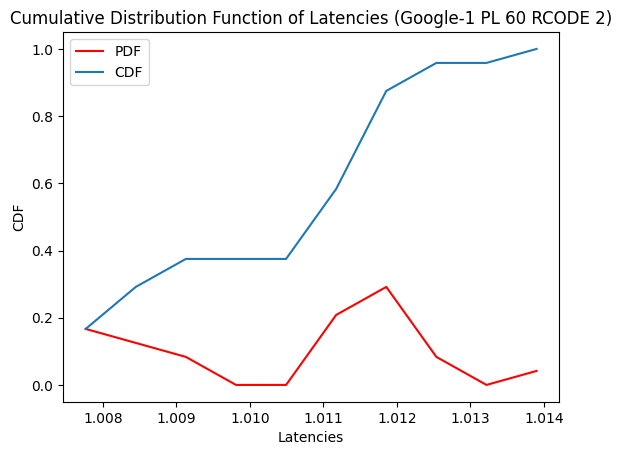 Cumulative Distribution Function of Latencies (Google-1 PL 60 RCODE 2)
PDF
CDF
1.0
0.8
0.6
0.4
0.2
0.0
CDF
1.008 1.009 1.010 1.011 1.012 1.013 1.014
Latencies